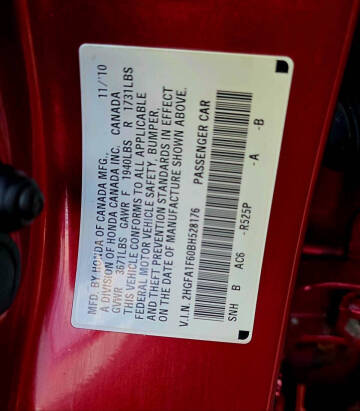 MFD. BY HONDA OF CANADA MFG. 11/'10
A DIVISION OF HONDA CANADA INC. CANADA
GVWR 3671LBS GAWR F 1940LBS R 1731LBS
THIS VEHICLE CONFORMS TO ALL APPLICABLE
FEDERAL MOTOR VEHICLE SAFETY, BUMPER,
AND THEFT PREVENTION STANDARDS IN EFFECT
ON THE DATE OF MANUFACTURE SHOWN ABOVE.
V.I.N. 2HGFA1F60BH528176 PASSENGER CAR
SNH B AC6 -R525P -A -B